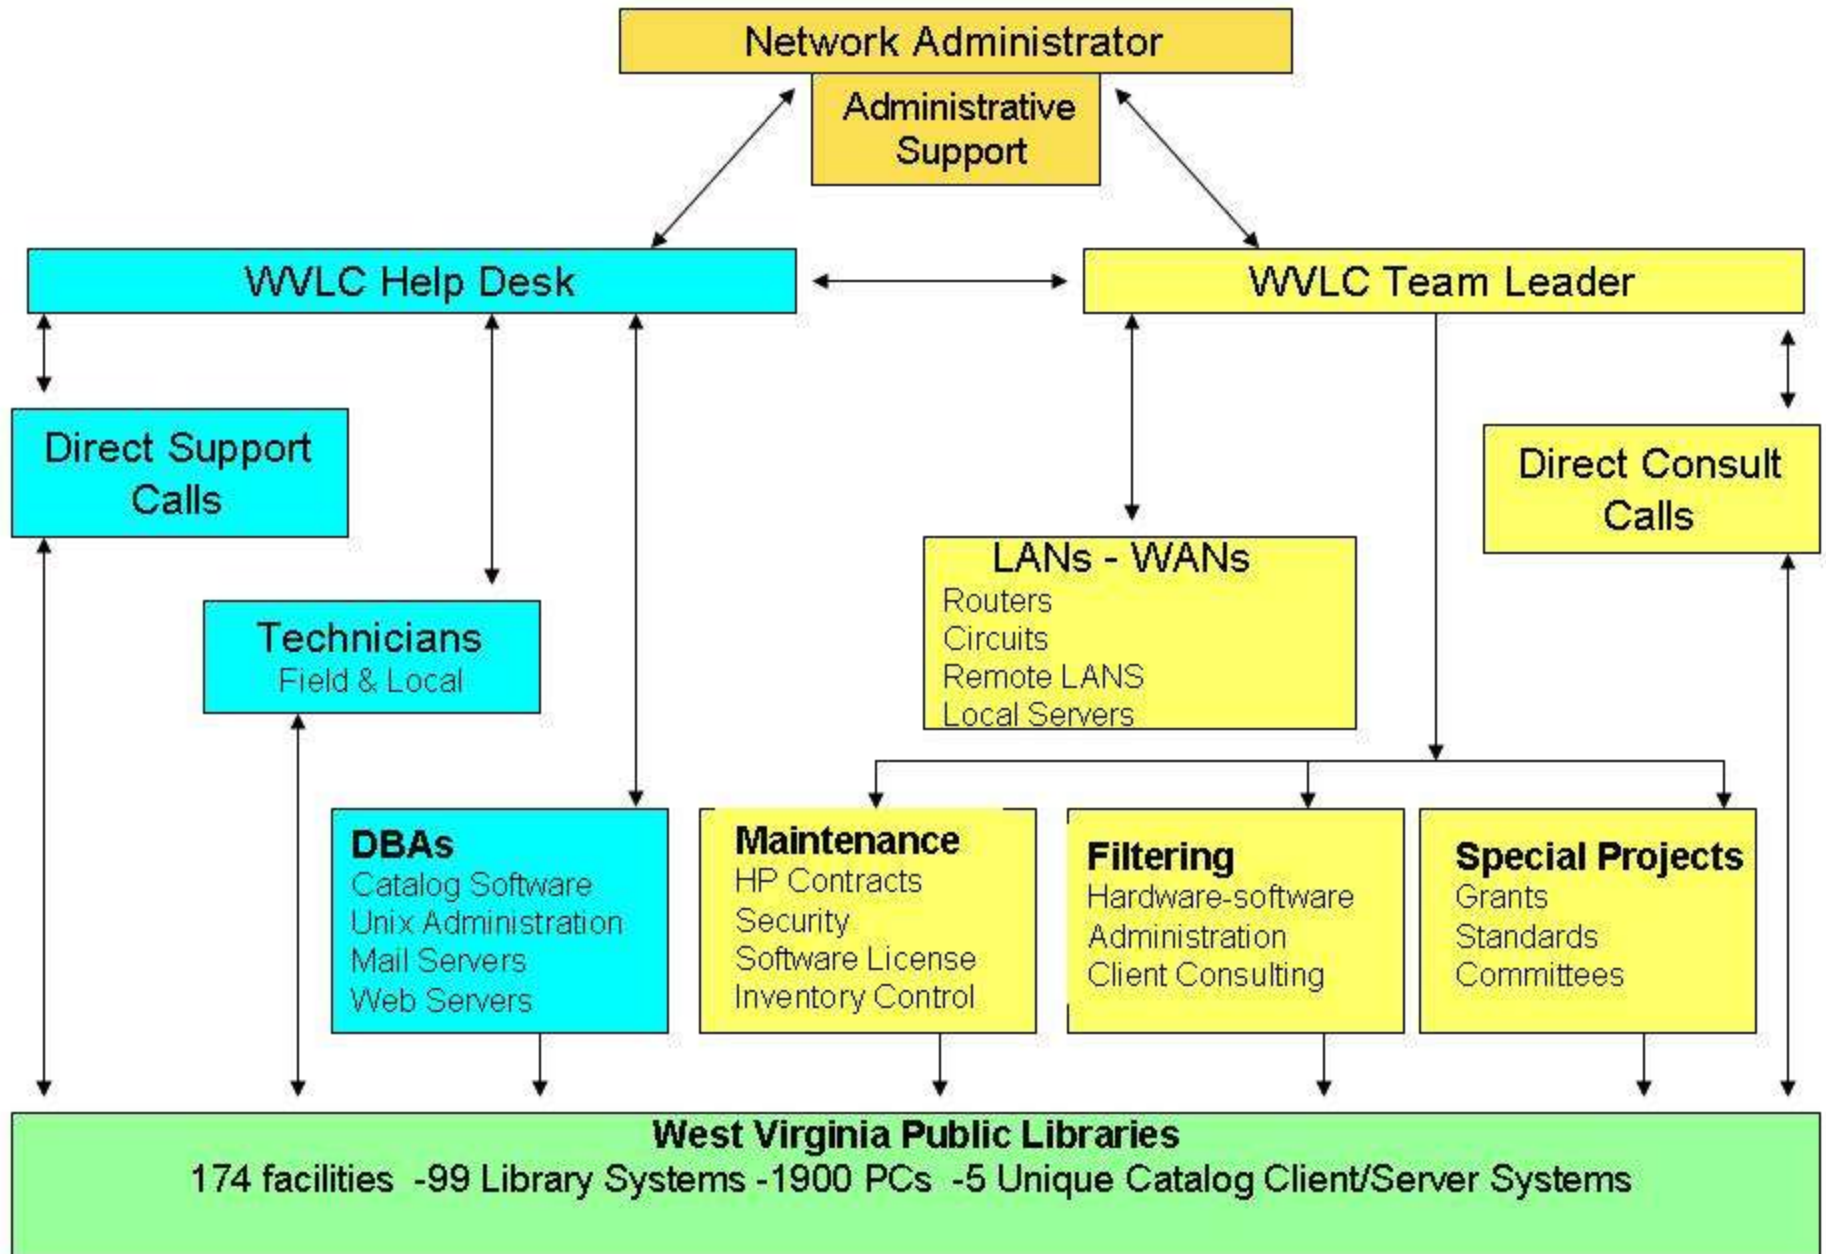 Network Administrator
Administrative
Support
WVLC Help Desk
WVLC Team Leader
Direct Support
Calls
Direct Consult
Calls
LANs - WANs
Routers
Circuits
Remote LANS
Local Servers
Technicians
Field & Local
DBAs
Catalog Software
Unix Administration
Mail Servers
Web Servers
Maintenance
HP Contracts
Security
Software License
Inventory Control
Filtering
Hardware-software
Administration
Client Consulting
Special Projects
Grants
Standards
Committees
West Virginia Public Libraries
174 facilities -99 Library Systems -1900 PCs -5 Unique Catalog Client/Server Systems